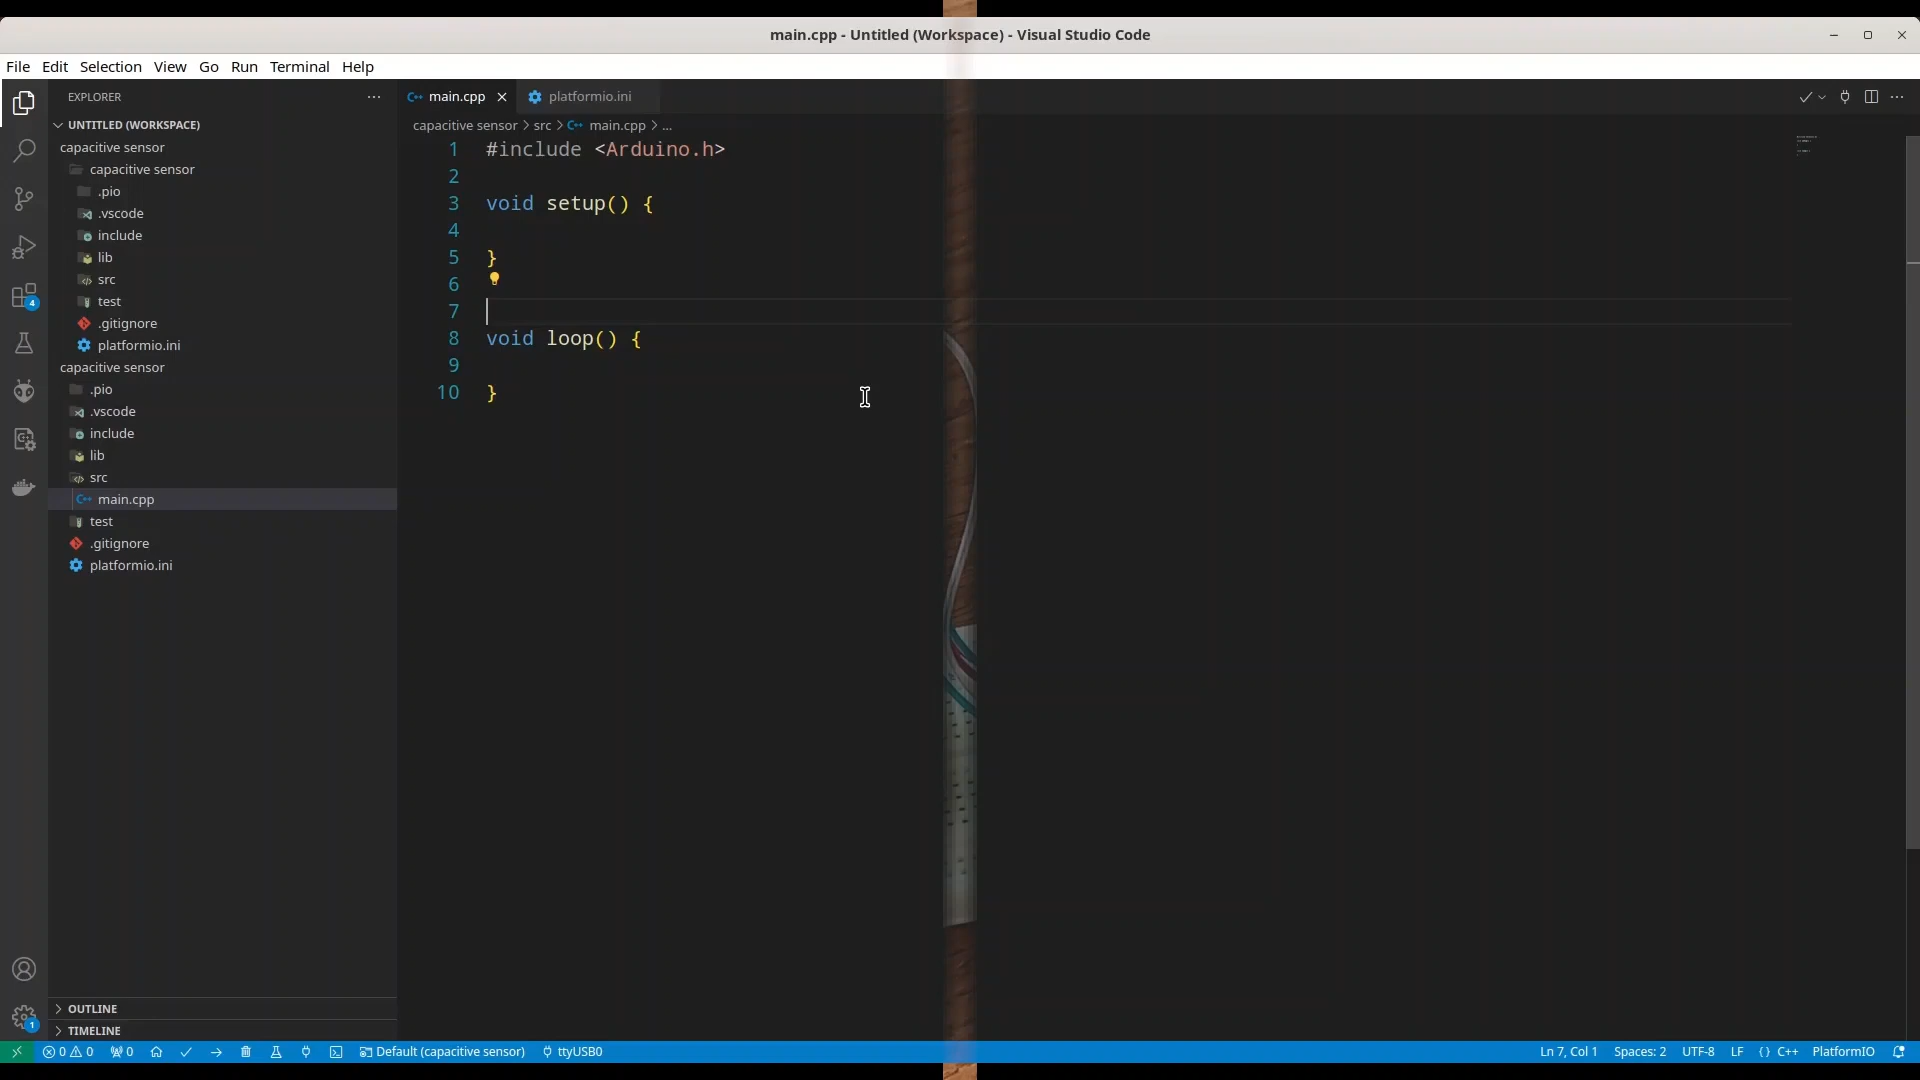 main.cpp - Untitled (Workspace) - Visual Studio Code
File Edit Selection View Go Run Terminal Help
EXPLORER
UNTITLED (WORKSPACE)
capacitive sensor
capacitive sensor
.pio
.vscode
include
lib
src
test
.gitignore
platformio.ini
capacitive sensor
.pio
.vscode
include
lib
src
main.cpp
test
.gitignore
platformio.ini
OUTLINE
TIMELINE
main.cpp platformio.ini
capacitive sensor > src > main.cpp > ...
1 #include <Arduino.h>
2
3 void setup() {
4
5 }
6
7
8 void loop() {
9
10 }
4
1
0 0 0 Default (capacitive sensor) ttyUSB0 Ln 7, Col 1 Spaces: 2 UTF-8 LF {} C++ PlatformIO